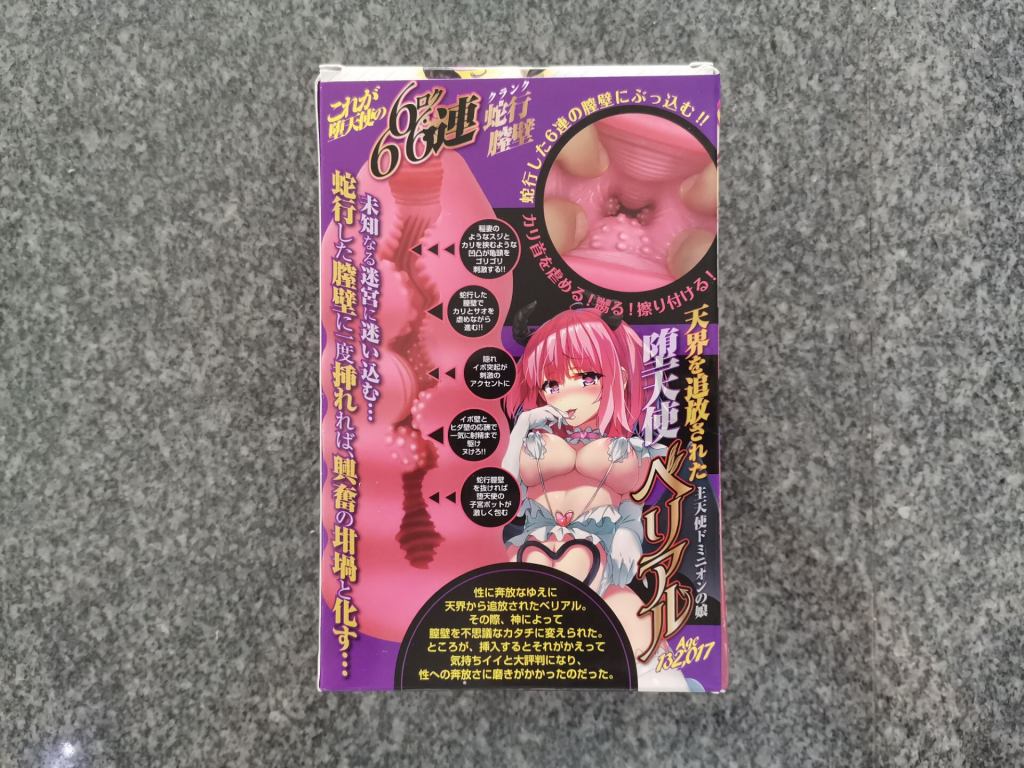 これが
堕天使の
666連
ロク
クランク
蛇行
膣壁
蛇行した6連の膣壁にぶっ込む!!
カリ首を虐める!嬲る!擦り付ける!
未知なる迷宮に迷い込む…
蛇行した膣壁に一度挿れれば、興奮の坩堝と化す…
稲妻の
ようなスジと
カリを挟むような
凹凸が亀頭を
ゴリゴリ
刺激する!!
蛇行した
膣壁で
カリとサオを
虐めながら
進む!!
隠れ
イボ突起が
刺激の
アクセントに
イボ壁と
ヒダ壁の応酬で
一気に射精まで
駆け
ヌけろ!!
蛇行膣壁
を抜ければ
堕天使の
子宮ポットが
激しく包む
天界を追放された
堕天使
ベリアル
主天使ドミニオンの娘
Age
132,017
性に奔放なゆえに
天界から追放されたベリアル。
その際、神によって
膣壁を不思議なカタチに変えられた。
ところが、挿入するとそれがかえって
気持ちイイと大評判になり、
性への奔放さに磨きがかかったのだった。